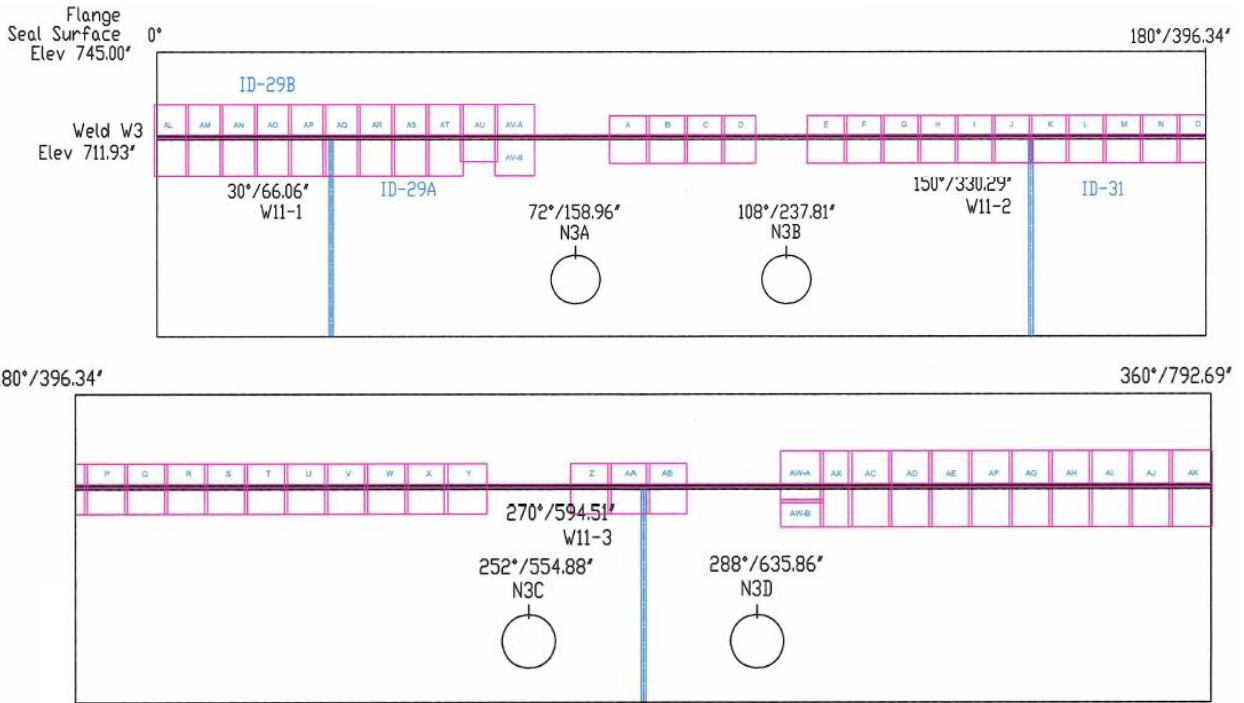 Flange
Seal Surface 0°
Elev 745.00"
180°/396.34"
ID-29B
AL AM AN AO AP AQ AR AS AT AU AV-A A B C D E F G H I J K L M N O
Weld W3
Elev 711.93"
AV-B
30°/66.06"
W11-1
ID-29A
150°/330.29"
W11-2
ID-31
72°/158.96"
N3A
108°/237.81"
N3B
80°/396.34"
360°/792.69"
P Q R S T U V W X Y Z AA AB AW-A AX AC AD AE AF AG AH AI AJ AK
AW-B
270°/594.51"
W11-3
252°/554.88"
N3C
288°/635.86"
N3D